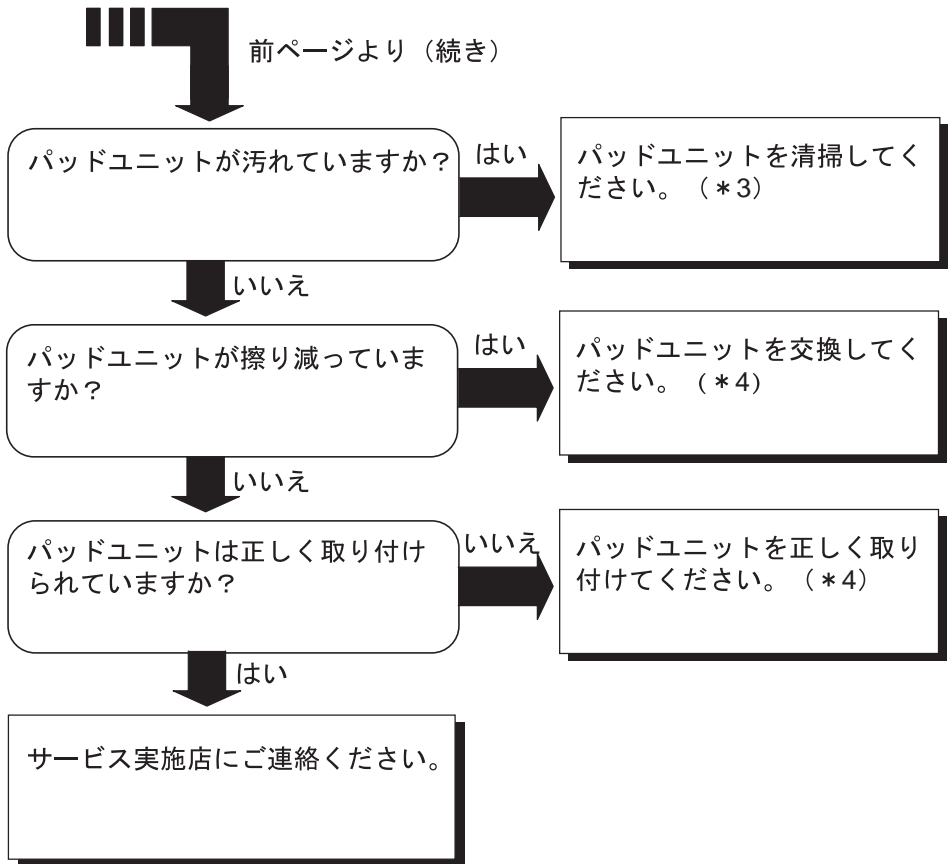 前ページより（続き）
パッドユニットが汚れていますか？
はい
パッドユニットを清掃してく
ださい。（＊3）
いいえ
パッドユニットが擦り減っていま
すか？
はい
パッドユニットを交換してく
ださい。（＊4）
いいえ
パッドユニットは正しく取り付け
られていますか？
いいえ
パッドユニットを正しく取り
付けてください。（＊4）
はい
サービス実施店にご連絡ください。